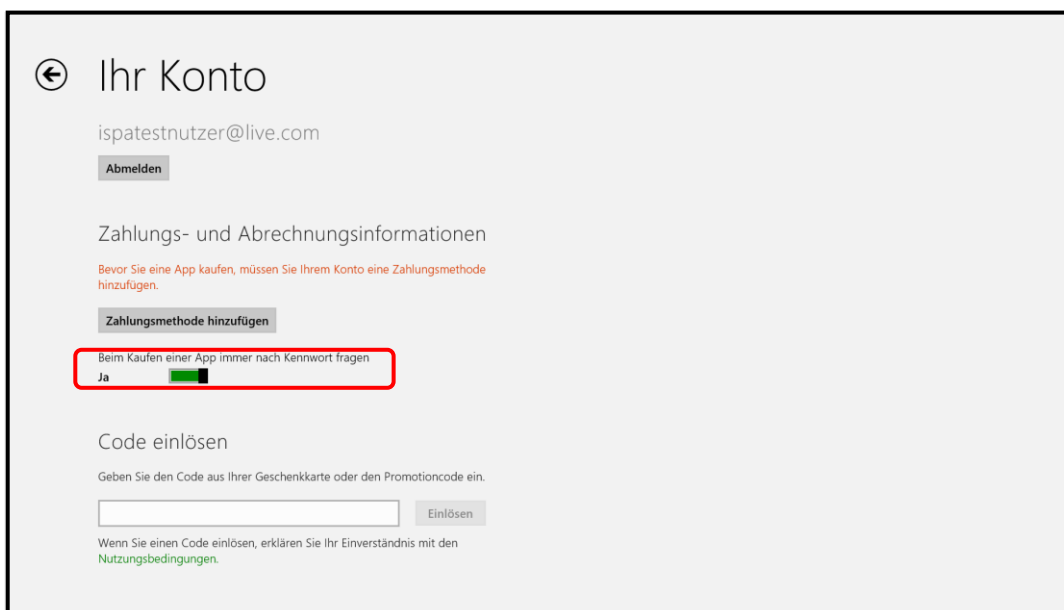 Ihr Konto
ispatestnutzer@live.com
Abmelden
Zahlungs- und Abrechnungsinformationen
Bevor Sie eine App kaufen, müssen Sie Ihrem Konto eine Zahlungsmethode
hinzufügen.
Zahlungsmethode hinzufügen
Beim Kaufen einer App immer nach Kennwort fragen
Ja
Code einlösen
Geben Sie den Code aus Ihrer Geschenkkarte oder den Promotioncode ein.
Einlösen
Wenn Sie einen Code einlösen, erklären Sie Ihr Einverständnis mit den
Nutzungsbedingungen.